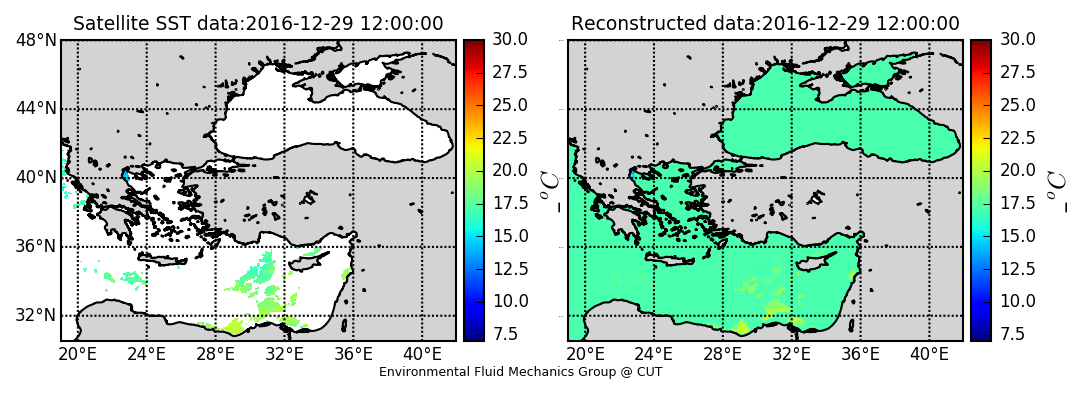 Satellite SST data:2016-12-29 12:00:00
48°N
44°N
40°N
36°N
32°N
20°E 24°E 28°E 32°E 36°E 40°E
30.0
27.5
25.0
22.5
20.0
17.5
15.0
12.5
10.0
7.5
°C
Reconstructed data:2016-12-29 12:00:00
20°E 24°E 28°E 32°E 36°E 40°E
30.0
27.5
25.0
22.5
20.0
17.5
15.0
12.5
10.0
7.5
°C
Environmental Fluid Mechanics Group @ CUT